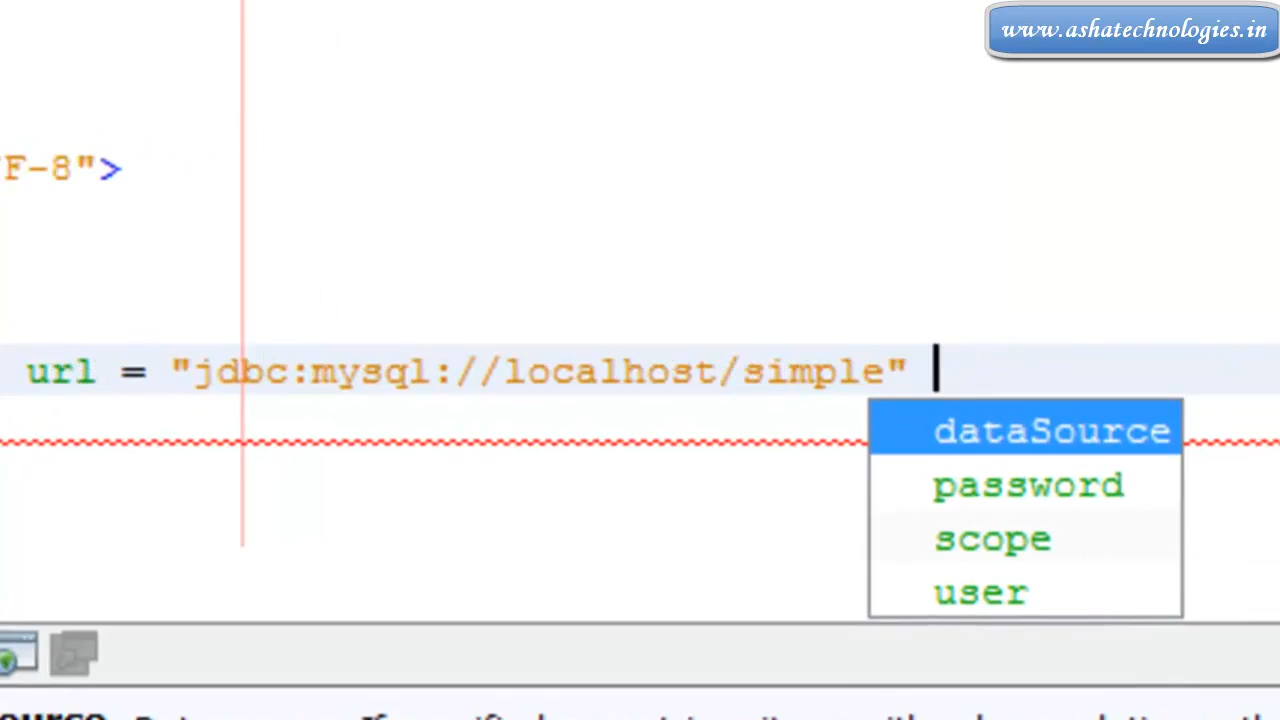 www.ashatechnologies.in
F-8">
url = "jdbc:mysql://localhost/simple"
dataSource
password
scope
user